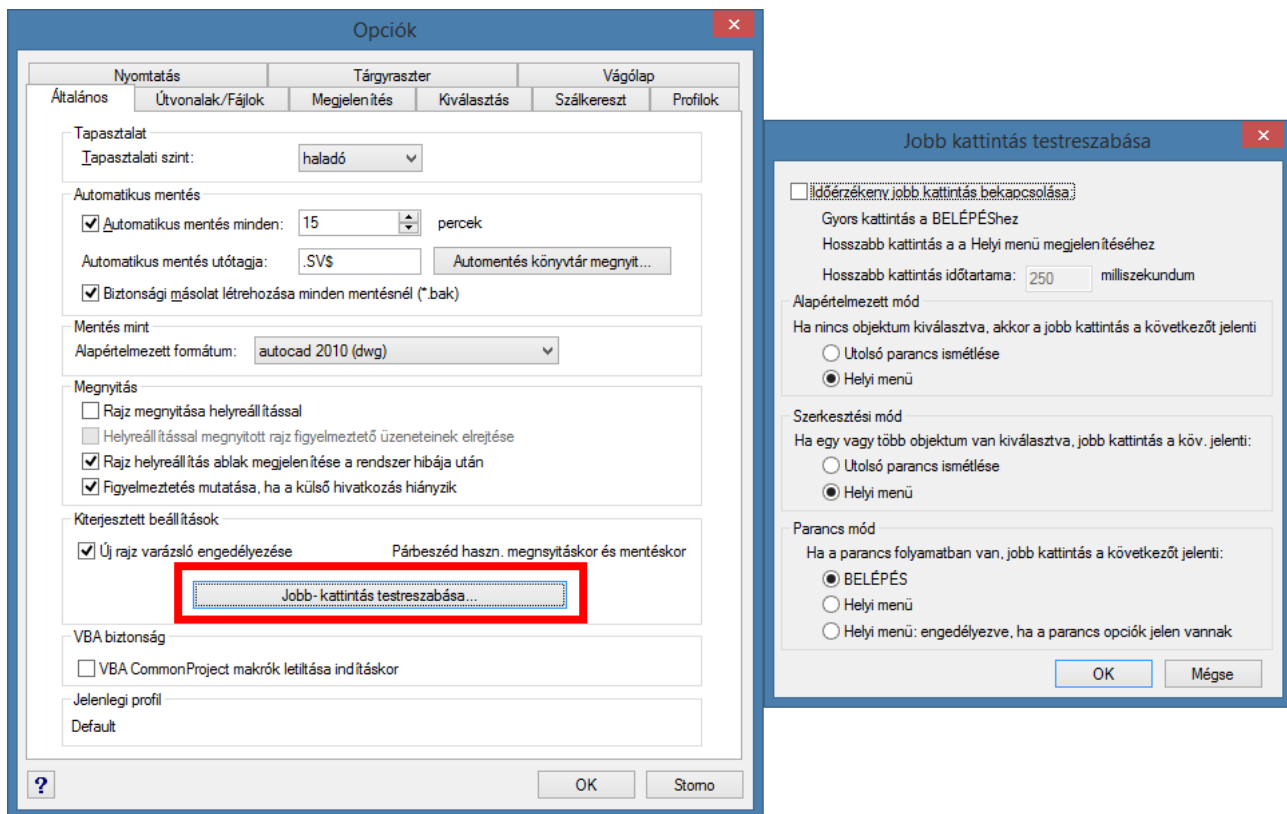 Opciók
Nyomtatás Tárgyraszter Vágólap
Általános Útvonalak/Fájlok Megjelenítés Kiválasztás Szálkereszt Profilok
Tapasztalat
Tapasztalati szint: haladó
Automatikus mentés
Automatikus mentés minden: 15 percek
Automatikus mentés utótagja: .SV$ Automentés könyvtár megnyit...
Biztonsági másolat létrehozása minden mentésnél (*.bak)
Mentés mint
Alapértelmezett formátum: autocad 2010 (dwg)
Megnyitás
Rajz megnyitása helyreállítással
Helyreállítással megnyitott rajz figyelmeztető üzeneteinek elrejtése
Rajz helyreállítás ablak megjelenítése a rendszer hibája után
Figyelmeztetés mutatása, ha a külső hivatkozás hiányzik
Kiterjesztett beállítások
Új rajz varázsló engedélyezése Párbeszéd haszn. megnsyitáskor és mentéskor
Jobb- kattintás testreszabása...
VBA biztonság
VBA CommonProject makrók letiltása indításkor
Jelenlegi profil
Default
? OK Storno
Jobb kattintás testreszabása
Időérzékeny jobb kattintás bekapcsolása:
Gyors kattintás a BELÉPÉShez
Hosszabb kattintás a a Helyi menü megjelenítéséhez
Hosszabb kattintás időtartama: 250 milliszekundum
Alapértelmezett mód
Ha nincs objektum kiválasztva, akkor a jobb kattintás a következőt jelenti
Utolsó parancs ismétlése
Helyi menü
Szerkesztési mód
Ha egy vagy több objektum van kiválasztva, jobb kattintás a köv. jelenti:
Utolsó parancs ismétlése
Helyi menü
Parancs mód
Ha a parancs folyamatban van, jobb kattintás a következőt jelenti:
BELÉPÉS
Helyi menü
Helyi menü: engedélyezve, ha a parancs opciók jelen vannak
OK Mégse